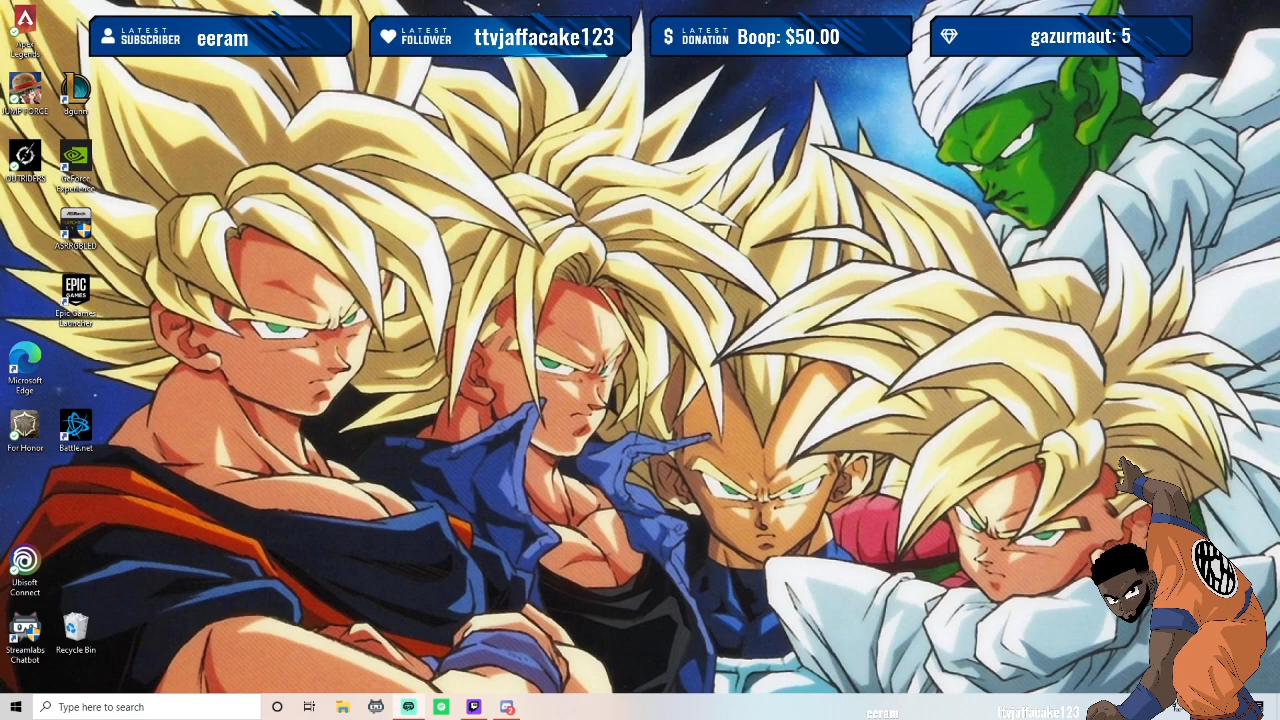 LATEST
SUBSCRIBER
eeram
LATEST
FOLLOWER
ttvjaffacake123
$
LATEST
DONATION
Boop: $50.00
gazurmaut: 5
Apex
Legends
JUMP FORCE
dgunn
OUTRIDERS
GeForce
Experience
ASRock
ASRRGBLED
EPIC
GAMES
Epic Games
Launcher
Microsoft
Edge
For Honor
Battle.net
Ubisoft
Connect
Streamlabs
Chatbot
Recycle Bin
Type here to search
eeram
ttvjaffacake123